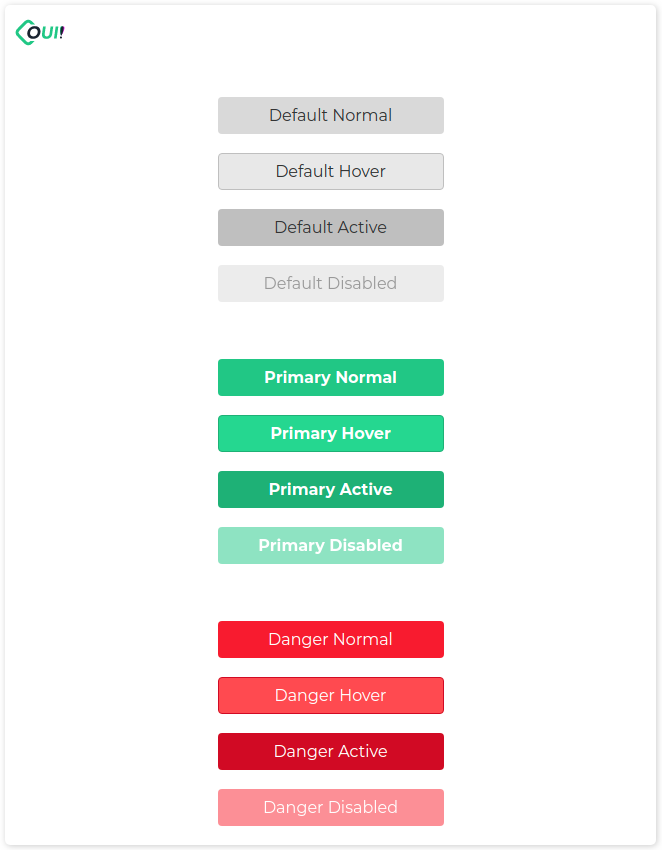 OUI!
Default Normal
Default Hover
Default Active
Default Disabled
Primary Normal
Primary Hover
Primary Active
Primary Disabled
Danger Normal
Danger Hover
Danger Active
Danger Disabled